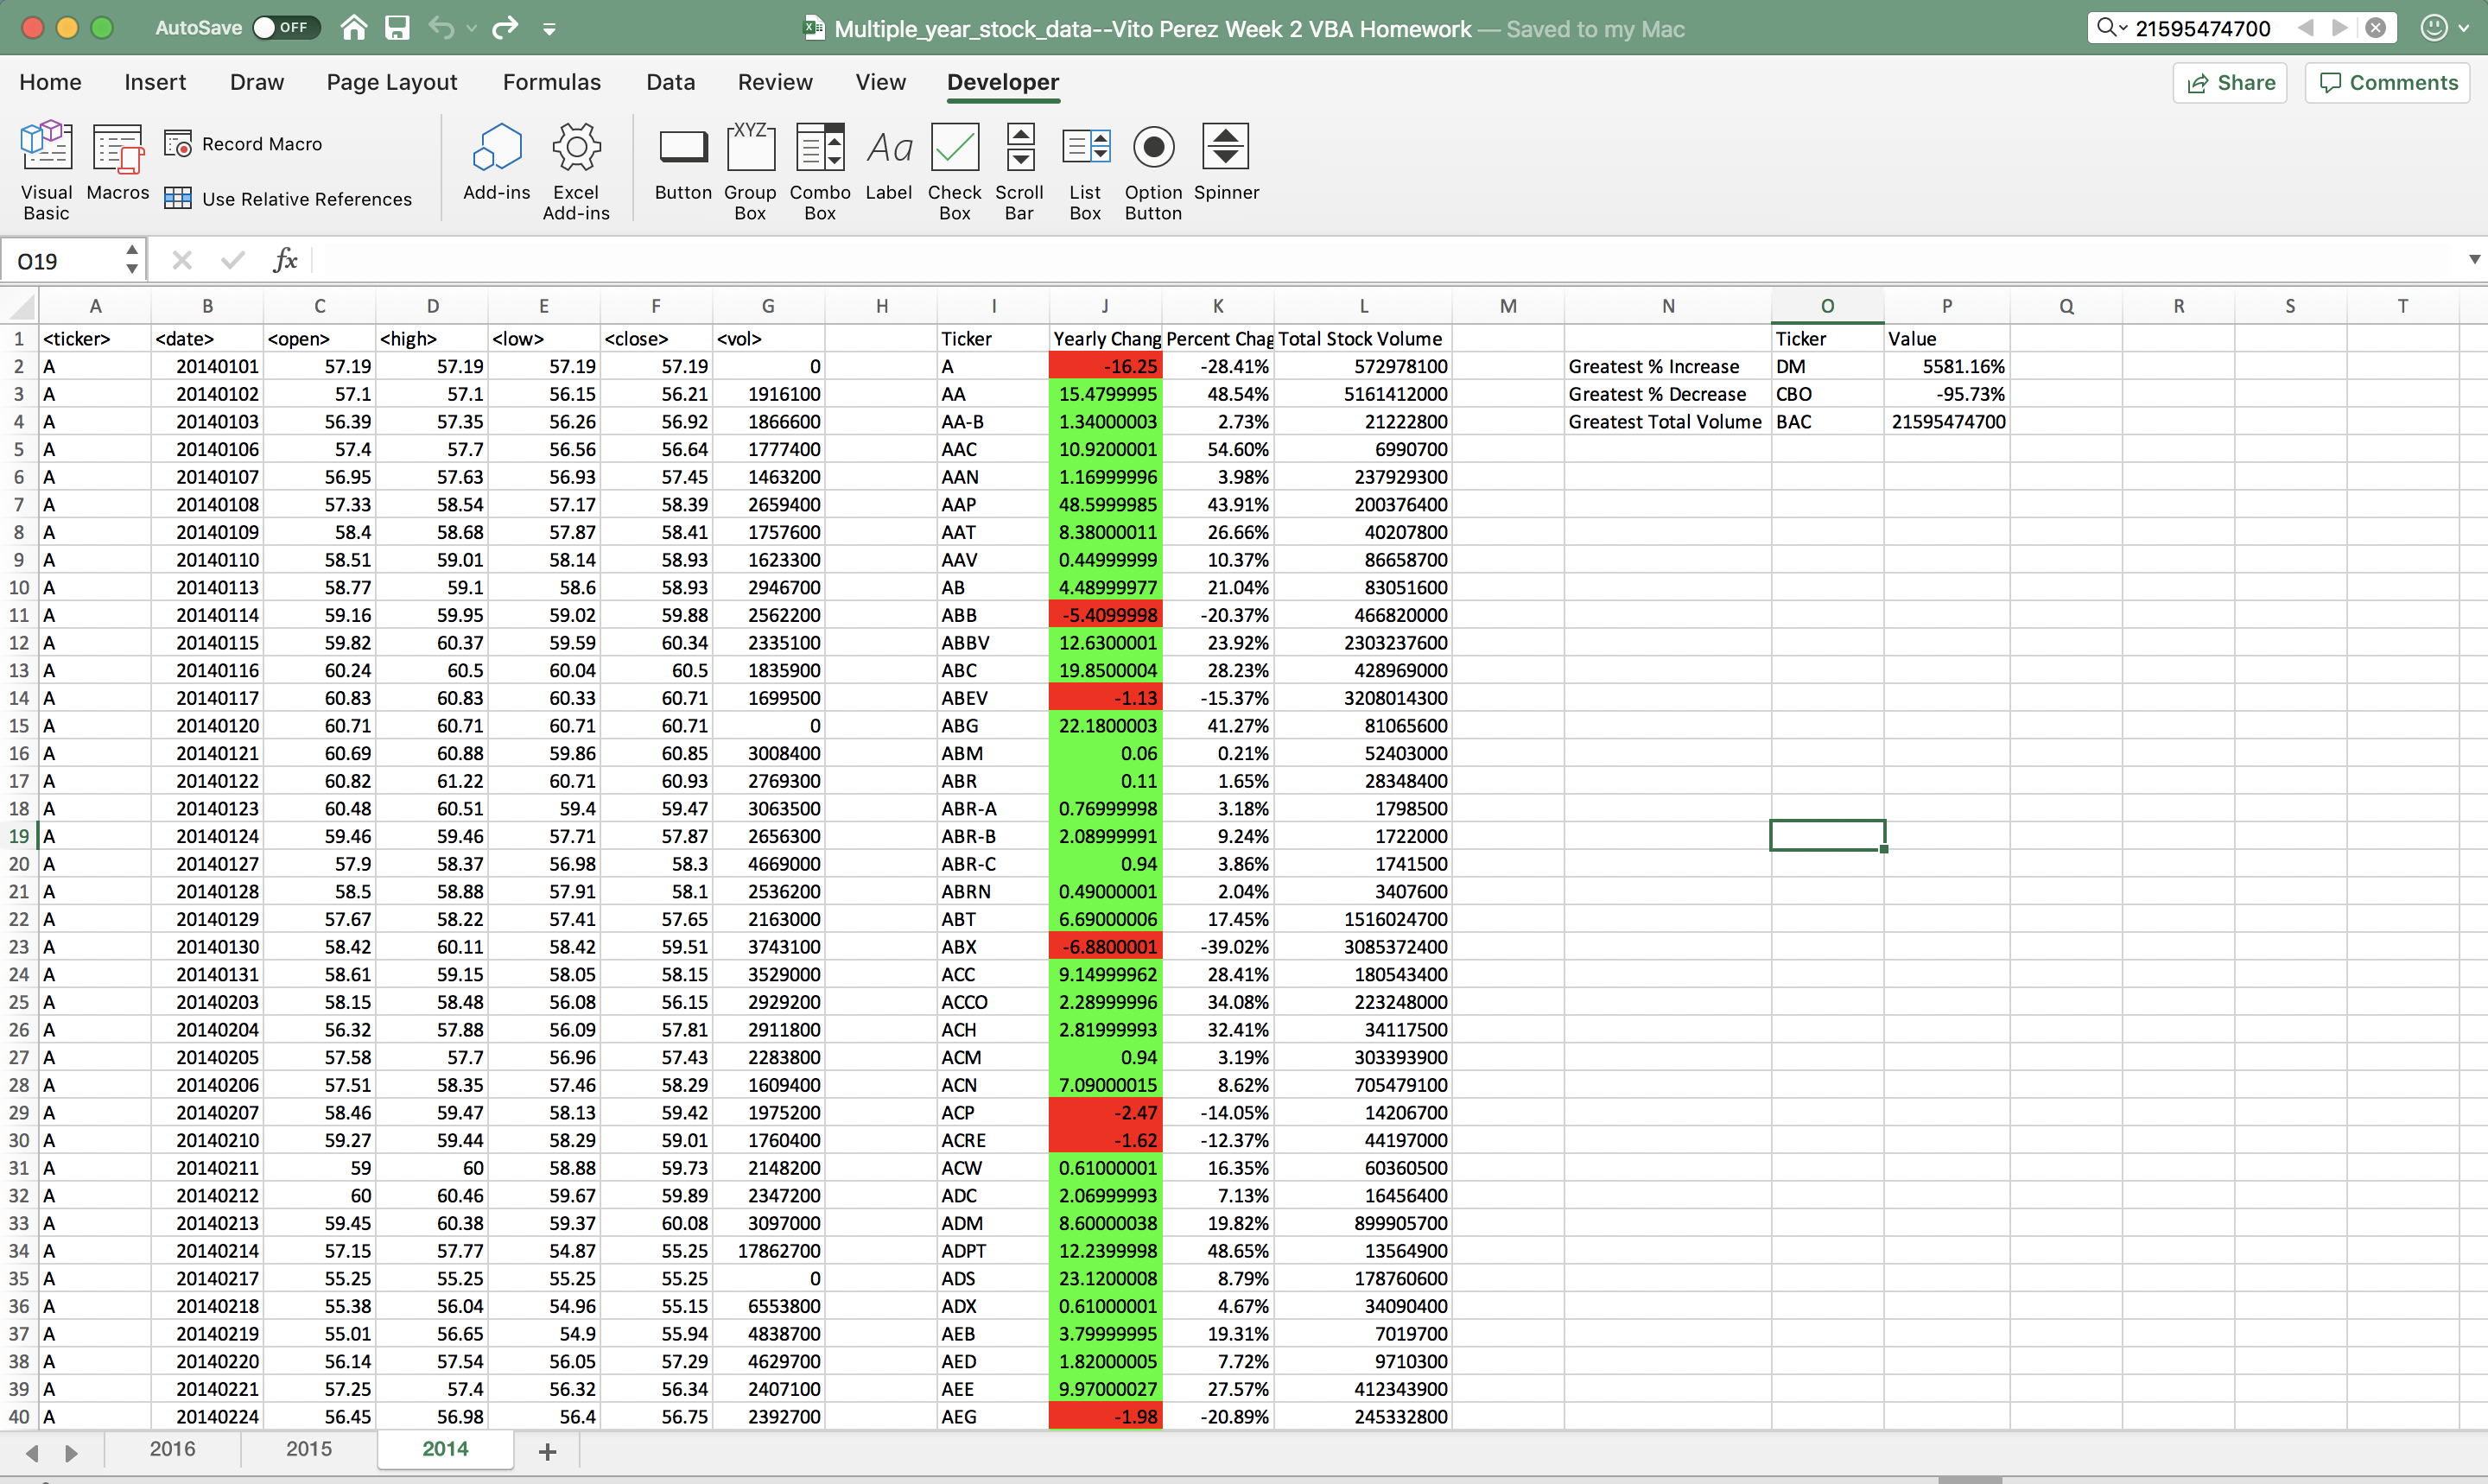 AutoSave OFF Multiple_year_stock_data--Vito Perez Week 2 VBA Homework — Saved to my Mac 21595474700
Home Insert Draw Page Layout Formulas Data Review View Developer Share Comments
Visual Basic Macros Record Macro Use Relative References Add-ins Excel Add-ins Button Group Box Combo Box Label Check Box Scroll Bar List Box Option Button Spinner
XYZ Aa
O19 fx
A B C D E F G H I J K L M N O P Q R S T
1 <ticker> <date> <open> <high> <low> <close> <vol> Ticker Yearly Chang Percent Chag Total Stock Volume Ticker Value
2 A 20140101 57.19 57.19 57.19 57.19 0 A -16.25 -28.41% 572978100 Greatest % Increase DM 5581.16%
3 A 20140102 57.1 57.1 56.15 56.21 1916100 AA 15.4799995 48.54% 5161412000 Greatest % Decrease CBO -95.73%
4 A 20140103 56.39 57.35 56.26 56.92 1866600 AA-B 1.34000003 2.73% 21222800 Greatest Total Volume BAC 21595474700
5 A 20140106 57.4 57.7 56.56 56.64 1777400 AAC 10.9200001 54.60% 6990700
6 A 20140107 56.95 57.63 56.93 57.45 1463200 AAN 1.16999996 3.98% 237929300
7 A 20140108 57.33 58.54 57.17 58.39 2659400 AAP 48.5999985 43.91% 200376400
8 A 20140109 58.4 58.68 57.87 58.41 1757600 AAT 8.38000011 26.66% 40207800
9 A 20140110 58.51 59.01 58.14 58.93 1623300 AAV 0.44999999 10.37% 86658700
10 A 20140113 58.77 59.1 58.6 58.93 2946700 AB 4.48999977 21.04% 83051600
11 A 20140114 59.16 59.95 59.02 59.88 2562200 ABB -5.4099998 -20.37% 466820000
12 A 20140115 59.82 60.37 59.59 60.34 2335100 ABBV 12.6300001 23.92% 2303237600
13 A 20140116 60.24 60.5 60.04 60.5 1835900 ABC 19.8500004 28.23% 428969000
14 A 20140117 60.83 60.83 60.33 60.71 1699500 ABEV -1.13 -15.37% 3208014300
15 A 20140120 60.71 60.71 60.71 60.71 0 ABG 22.1800003 41.27% 81065600
16 A 20140121 60.69 60.88 59.86 60.85 3008400 ABM 0.06 0.21% 52403000
17 A 20140122 60.82 61.22 60.71 60.93 2769300 ABR 0.11 1.65% 28348400
18 A 20140123 60.48 60.51 59.4 59.47 3063500 ABR-A 0.76999998 3.18% 1798500
19 A 20140124 59.46 59.46 57.71 57.87 2656300 ABR-B 2.08999991 9.24% 1722000
20 A 20140127 57.9 58.37 56.98 58.3 4669000 ABR-C 0.94 3.86% 1741500
21 A 20140128 58.5 58.88 57.91 58.1 2536200 ABRN 0.49000001 2.04% 3407600
22 A 20140129 57.67 58.22 57.41 57.65 2163000 ABT 6.69000006 17.45% 1516024700
23 A 20140130 58.42 60.11 58.42 59.51 3743100 ABX -6.8800001 -39.02% 3085372400
24 A 20140131 58.61 59.15 58.05 58.15 3529000 ACC 9.14999962 28.41% 180543400
25 A 20140203 58.15 58.48 56.08 56.15 2929200 ACCO 2.28999996 34.08% 223248000
26 A 20140204 56.32 57.88 56.09 57.81 2911800 ACH 2.81999993 32.41% 34117500
27 A 20140205 57.58 57.7 56.96 57.43 2283800 ACM 0.94 3.19% 303393900
28 A 20140206 57.51 58.35 57.46 58.29 1609400 ACN 7.09000015 8.62% 705479100
29 A 20140207 58.46 59.47 58.13 59.42 1975200 ACP -2.47 -14.05% 14206700
30 A 20140210 59.27 59.44 58.29 59.01 1760400 ACRE -1.62 -12.37% 44197000
31 A 20140211 59 60 58.88 59.73 2148200 ACW 0.61000001 16.35% 60360500
32 A 20140212 60 60.46 59.67 59.89 2347200 ADC 2.06999993 7.13% 16456400
33 A 20140213 59.45 60.38 59.37 60.08 3097000 ADM 8.60000038 19.82% 899905700
34 A 20140214 57.15 57.77 54.87 55.25 17862700 ADPT 12.2399998 48.65% 13564900
35 A 20140217 55.25 55.25 55.25 55.25 0 ADS 23.1200008 8.79% 178760600
36 A 20140218 55.38 56.04 54.96 55.15 6553800 ADX 0.61000001 4.67% 34090400
37 A 20140219 55.01 56.65 54.9 55.94 4838700 AEB 3.79999995 19.31% 7019700
38 A 20140220 56.14 57.54 56.05 57.29 4629700 AED 1.82000005 7.72% 9710300
39 A 20140221 57.25 57.4 56.32 56.34 2407100 AEE 9.97000027 27.57% 412343900
40 A 20140224 56.45 56.98 56.4 56.75 2392700 AEG -1.98 -20.89% 245332800
2016 2015 2014 +